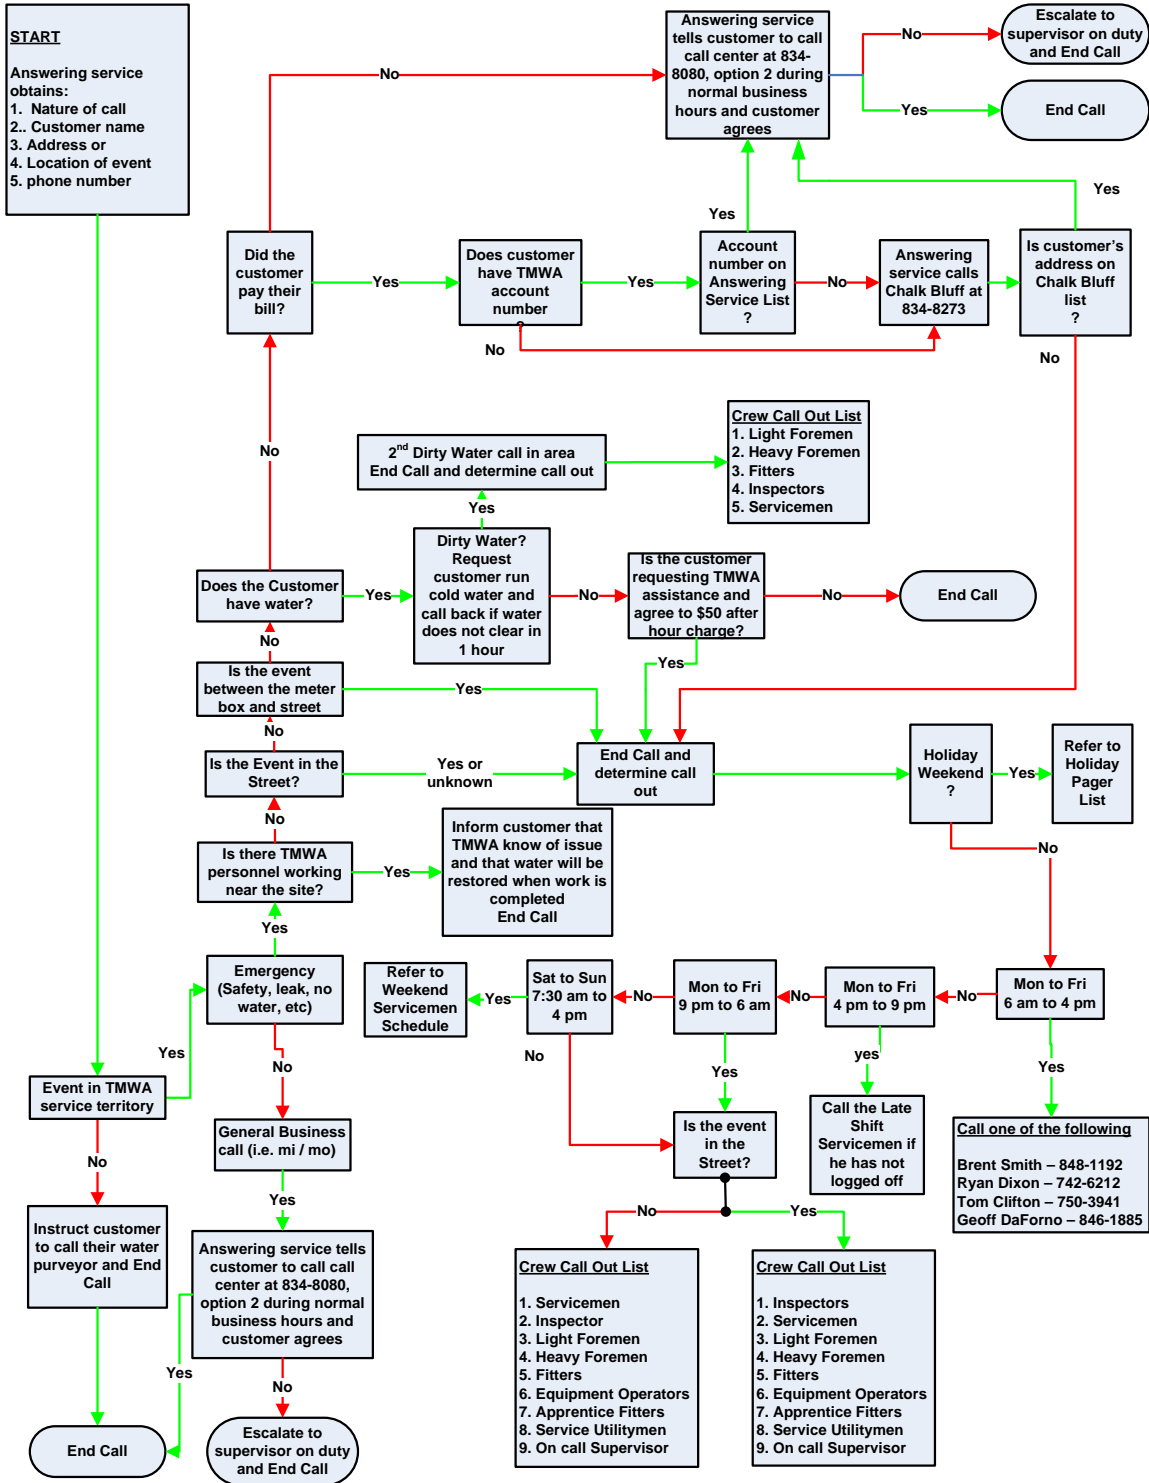 START
Answering service
obtains:
1. Nature of call
2.. Customer name
3. Address or
4. Location of event
5. phone number
Answering service
tells customer to call
call center at 834-
8080, option 2 during
normal business
hours and customer
agrees
No
Escalate to
supervisor on duty
and End Call
Yes
End Call
No
Yes
Yes
Did the
customer
pay their
bill?
Yes
Does customer
have TMWA
account
number
?
Yes
Account
number on
Answering
Service List
?
No
Answering
service calls
Chalk Bluff at
834-8273
Is customer's
address on
Chalk Bluff
list
?
No
No
No
2nd Dirty Water call in area
End Call and determine call out
Crew Call Out List
1. Light Foremen
2. Heavy Foremen
3. Fitters
4. Inspectors
5. Servicemen
Yes
Does the Customer
have water?
Yes
Dirty Water?
Request
customer run
cold water and
call back if water
does not clear in
1 hour
No
Is the customer
requesting TMWA
assistance and
agree to $50 after
hour charge?
No
End Call
No
Yes
Is the event
between the meter
box and street
Yes
No
Is the Event in the
Street?
Yes or
unknown
End Call and
determine call
out
Holiday
Weekend
?
Yes
Refer to
Holiday
Pager
List
No
No
Is there TMWA
personnel working
near the site?
Yes
Inform customer that
TMWA know of issue
and that water will be
restored when work is
completed
End Call
Yes
Emergency
(Safety, leak, no
water, etc)
Refer to
Weekend
Servicemen
Schedule
Yes
Sat to Sun
7:30 am to
4 pm
No
Mon to Fri
9 pm to 6 am
No
Mon to Fri
4 pm to 9 pm
No
Mon to Fri
6 am to 4 pm
Yes
No
No
Yes
yes
Yes
Event in TMWA
service territory
General Business
call (i.e. mi / mo)
Is the event
in the
Street?
Call the Late
Shift
Servicemen if
he has not
logged off
Call one of the following
Brent Smith – 848-1192
Ryan Dixon – 742-6212
Tom Clifton – 750-3941
Geoff DaForno – 846-1885
No
Yes
No
Yes
Instruct customer
to call their water
purveyor and End
Call
Answering service tells
customer to call call
center at 834-8080,
option 2 during normal
business hours and
customer agrees
Crew Call Out List
1. Servicemen
2. Inspector
3. Light Foremen
4. Heavy Foremen
5. Fitters
6. Equipment Operators
7. Apprentice Fitters
8. Service Utilitymen
9. On call Supervisor
Crew Call Out List
1. Inspectors
2. Servicemen
3. Light Foremen
4. Heavy Foremen
5. Fitters
6. Equipment Operators
7. Apprentice Fitters
8. Service Utilitymen
9. On call Supervisor
Yes
No
End Call
Escalate to
supervisor on duty
and End Call